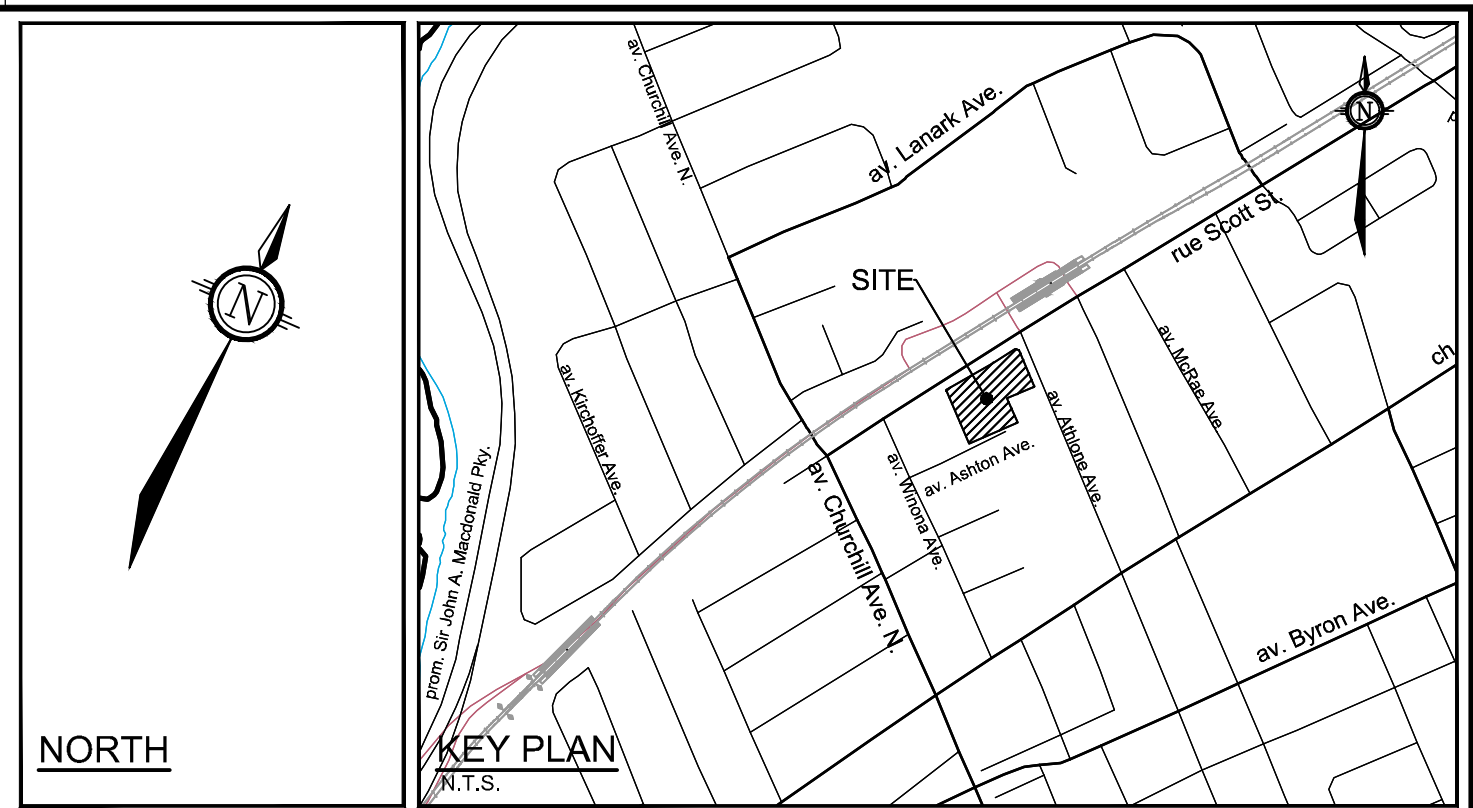 N
NORTH
av. Churchill Ave. N.
av. Lanark Ave.
N
rue Scott St.
SITE
av. Kirchoffer Ave.
av. McRae Ave
ch
av. Athlone Ave.
av. Ashton Ave.
av. Winona Ave.
av. Churchill Ave. N.
prom. Sir John A. Macdonald Pky.
av. Byron Ave.
KEY PLAN
N.T.S.